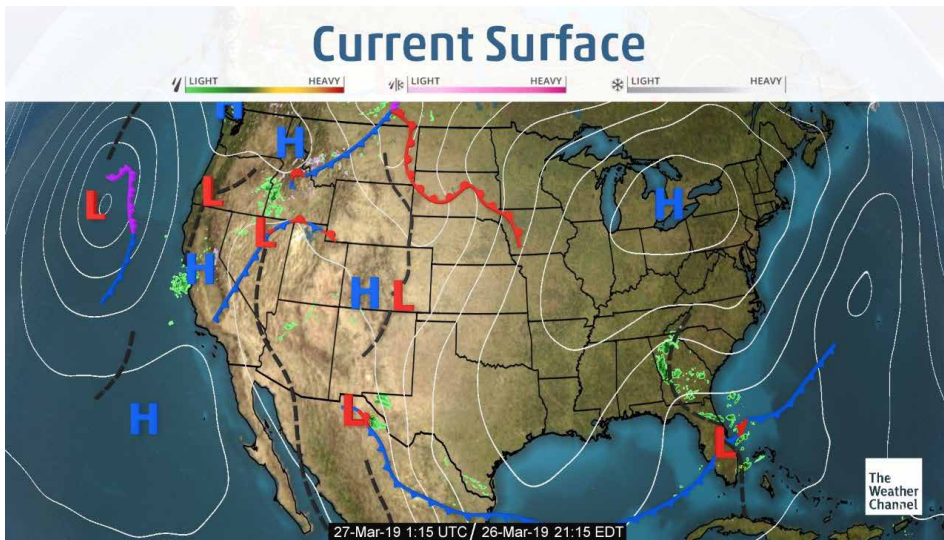 Current Surface
LIGHT HEAVY LIGHT HEAVY LIGHT HEAVY
H
H
L L H
L
H
H L
L
H
L
The
Weather
Channel
27-Mar-19 1:15 UTC / 26-Mar-19 21:15 EDT